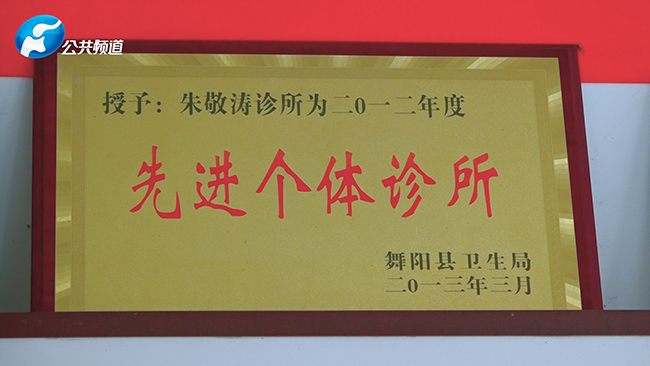 公共频道
授予：朱敬涛诊所为二0一二年度
先进个体诊所
舞阳县卫生局
二0一三年三月